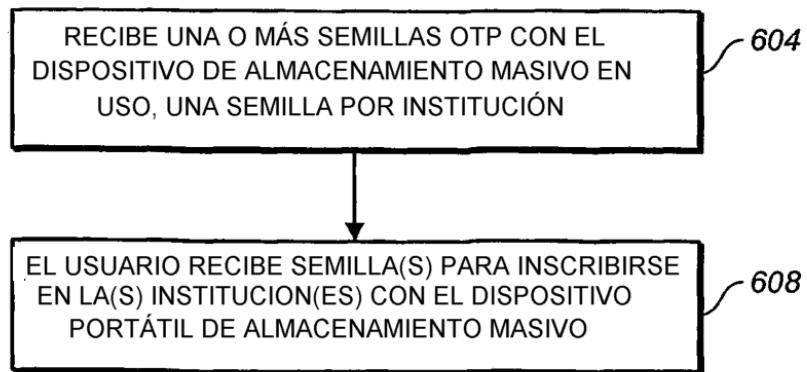 RECIBE UNA O MÁS SEMILLAS OTP CON EL
DISPOSITIVO DE ALMACENAMIENTO MASIVO EN
USO, UNA SEMILLA POR INSTITUCIÓN
604
EL USUARIO RECIBE SEMILLA(S) PARA INSCRIBIRSE
EN LA(S) INSTITUCION(ES) CON EL DISPOSITIVO
PORTÁTIL DE ALMACENAMIENTO MASIVO
608